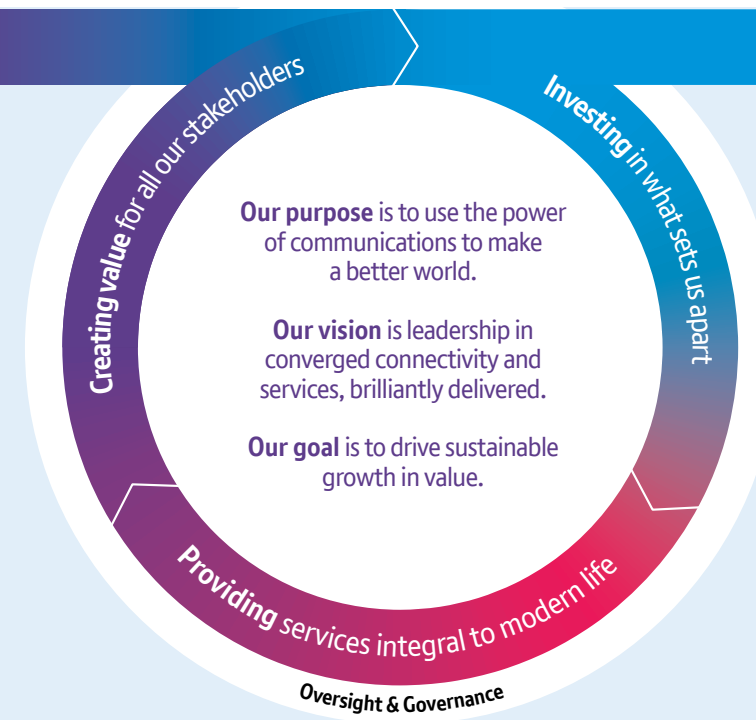 Creating value for all our stakeholders
Investing in what sets us apart
Our purpose is to use the power
of communications to make
a better world.
Our vision is leadership in
converged connectivity and
services, brilliantly delivered.
Our goal is to drive sustainable
growth in value.
Providing services integral to modern life
Oversight & Governance